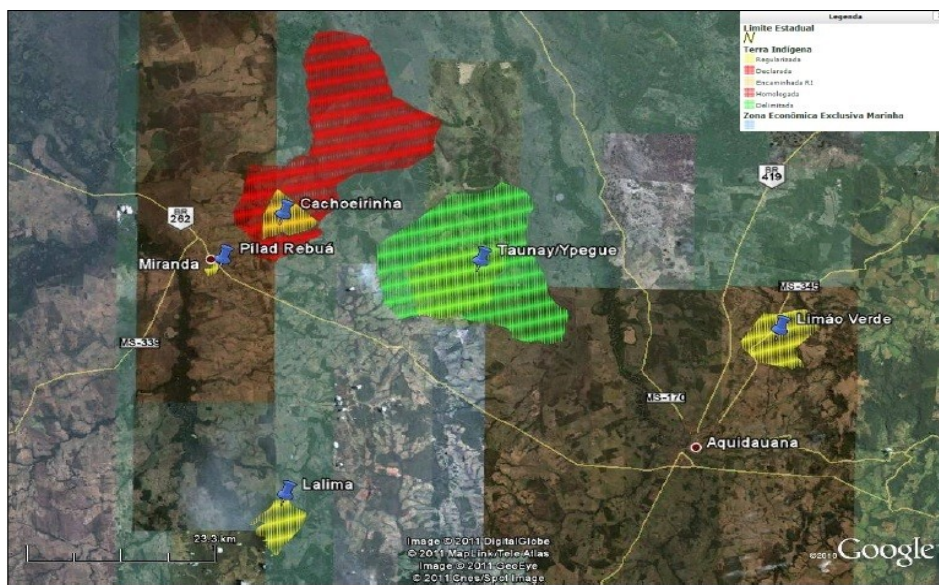 Legenda
Limite Estadual
Terra Indígena
Regularizada
Declarada
Encaminhada RI
Homologada
Delimitada
Zona Econômica Exclusiva Marinha
BR
419
Cachoeirinha
BR
262
Pilad Rebuá
Miranda
Taunay/Ypegue
MS-345
Limão Verde
MS-339
MS-170
Aquidauana
Lalima
23.3 km
Image © 2011 DigitalGlobe
© 2011 MapLink/Tele Atlas
Image © 2011 GeoEye
© 2011 Cnes/Spot Image
©2010 Google